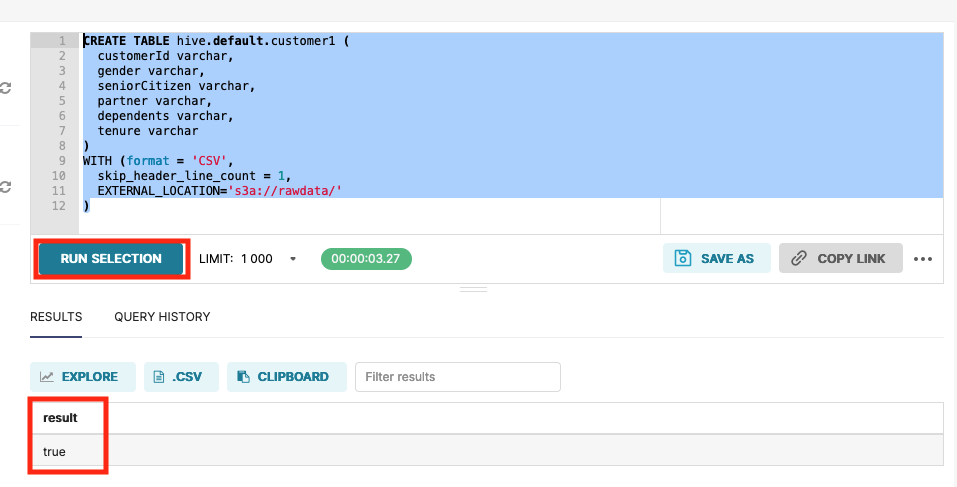 1 CREATE TABLE hive.default.customer1 (
2 customerId varchar,
3 gender varchar,
4 seniorCitizen varchar,
5 partner varchar,
6 dependents varchar,
7 tenure varchar
8 )
9 WITH (format = 'CSV',
10 skip_header_line_count = 1,
11 EXTERNAL_LOCATION='s3a://rawdata/'
12 )
RUN SELECTION LIMIT: 1 000 00:00:03.27 SAVE AS COPY LINK
RESULTS QUERY HISTORY
EXPLORE .CSV CLIPBOARD Filter results
result
true